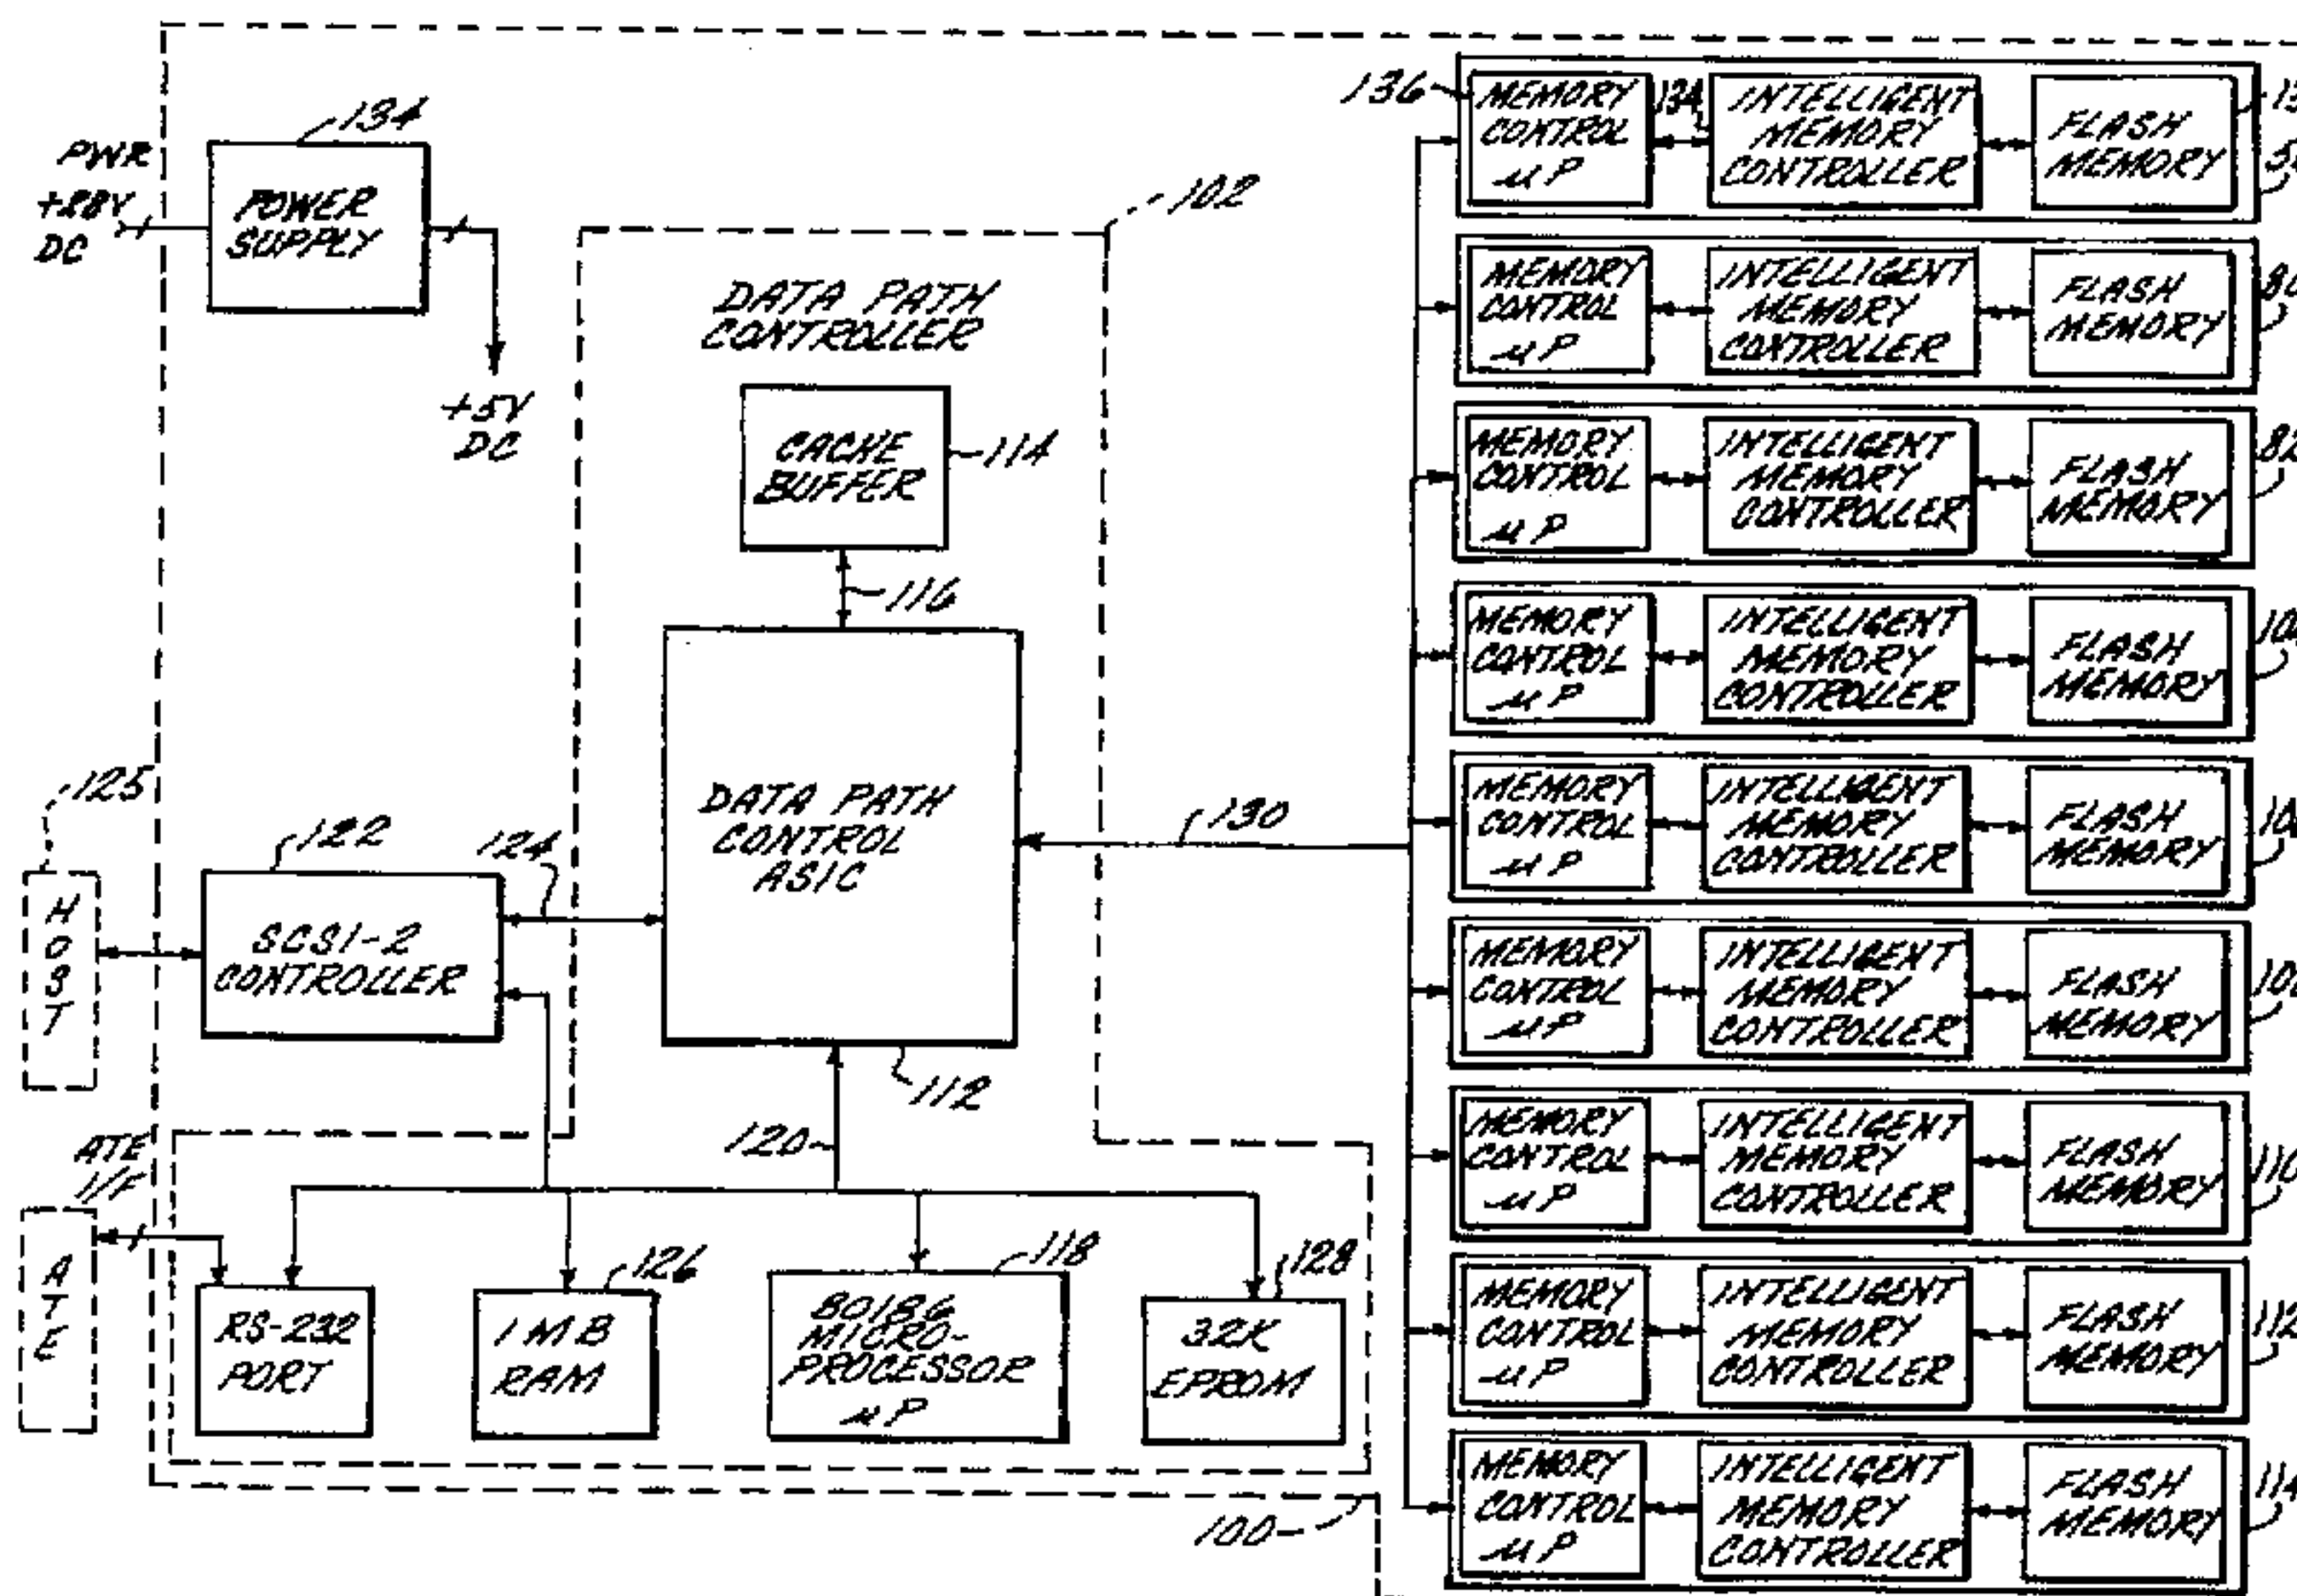 134
PWR
+28V
DC
POWER
SUPPLY
+5V
DC
102
DATA PATH
CONTROLLER
CACHE
BUFFER
114
116
DATA PATH
CONTROL
ASIC
112
130
125
HOST
122
SCSI-2
CONTROLLER
124
120
ATE
I/F
ATE
RS-232
PORT
126
1 MB
RAM
118
80186
MICRO-
PROCESSOR
µP
128
32K
EPROM
100
136
MEMORY
CONTROL
µP
134
INTELLIGENT
MEMORY
CONTROLLER
FLASH
MEMORY
MEMORY
CONTROL
µP
INTELLIGENT
MEMORY
CONTROLLER
FLASH
MEMORY
80
MEMORY
CONTROL
µP
INTELLIGENT
MEMORY
CONTROLLER
FLASH
MEMORY
82
MEMORY
CONTROL
µP
INTELLIGENT
MEMORY
CONTROLLER
FLASH
MEMORY
MEMORY
CONTROL
µP
INTELLIGENT
MEMORY
CONTROLLER
FLASH
MEMORY
MEMORY
CONTROL
µP
INTELLIGENT
MEMORY
CONTROLLER
FLASH
MEMORY
MEMORY
CONTROL
µP
INTELLIGENT
MEMORY
CONTROLLER
FLASH
MEMORY
110
MEMORY
CONTROL
µP
INTELLIGENT
MEMORY
CONTROLLER
FLASH
MEMORY
112
MEMORY
CONTROL
µP
INTELLIGENT
MEMORY
CONTROLLER
FLASH
MEMORY
114